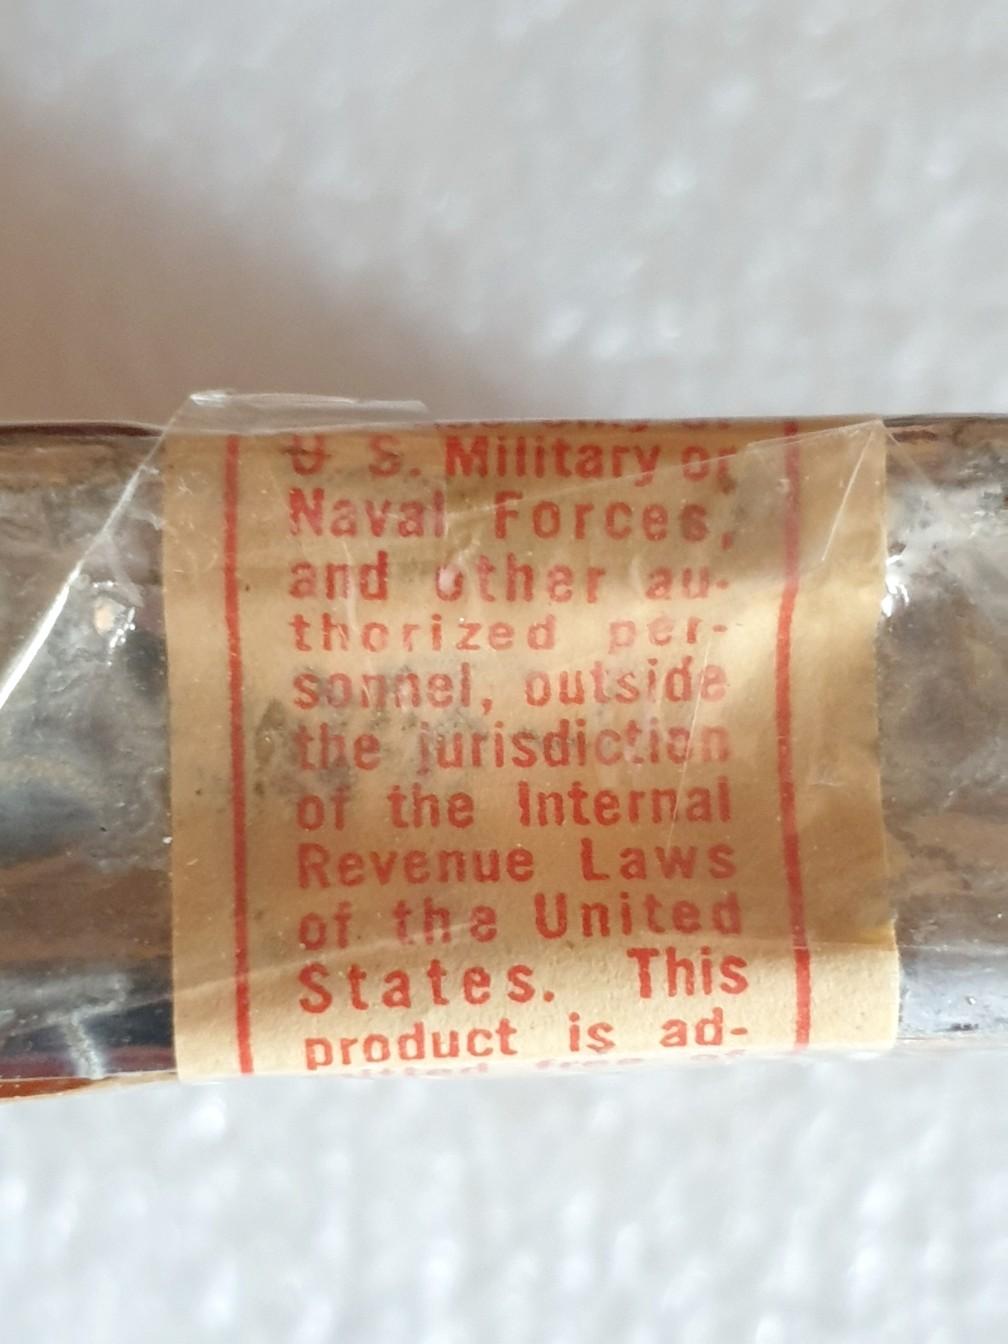 U S. Military or
Naval Forces,
and other au-
thorized per-
sonnel, outside
the jurisdiction
of the Internal
Revenue Laws
of the United
States. This
product is ad-